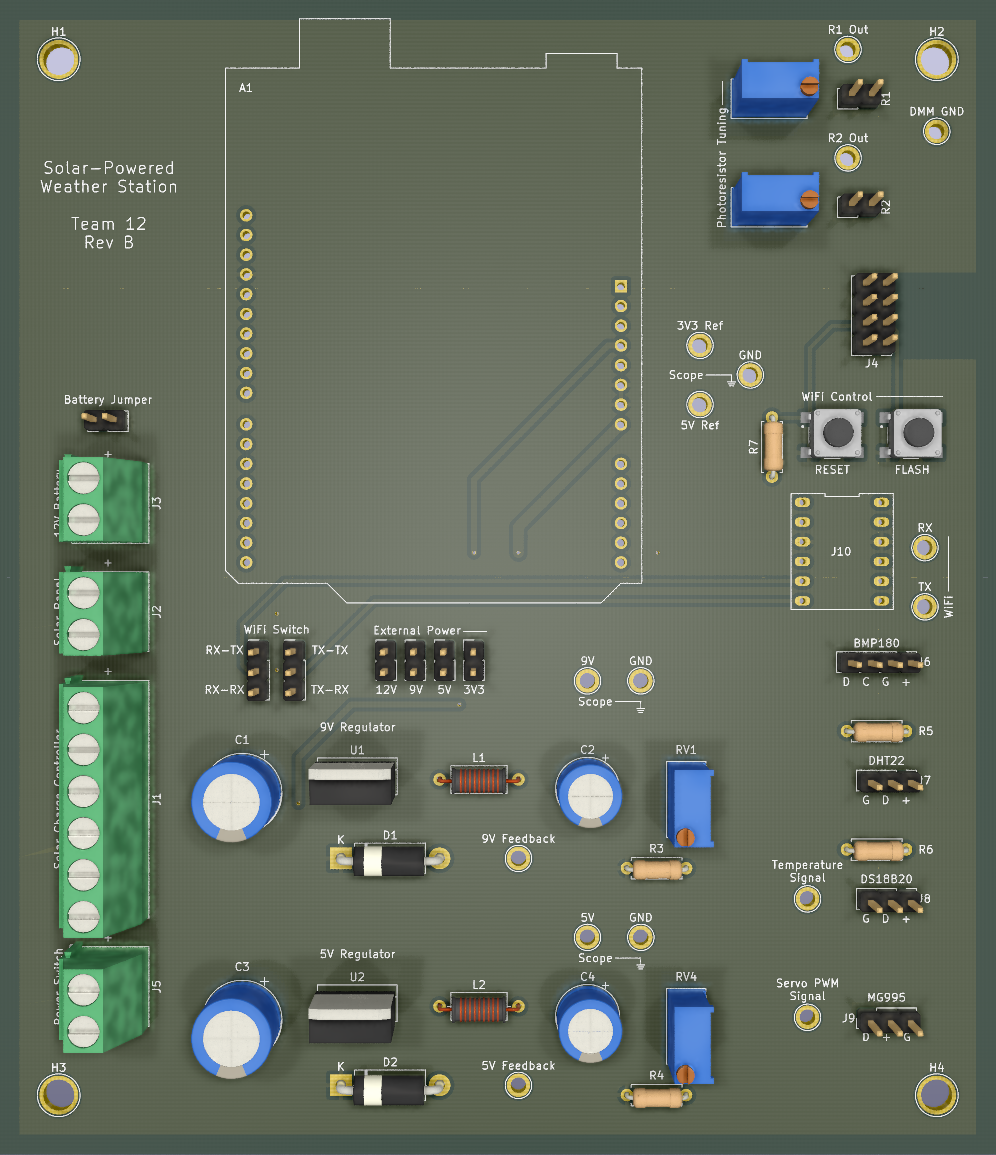 H1
H2
R1 Out
A1
R1
DMM GND
Photoresistor Tuning
R2 Out
Solar-Powered
Weather Station
Team 12
Rev B
R2
3V3 Ref
GND
Scope
5V Ref
J4
WiFi Control
RESET
FLASH
R7
Battery Jumper
+
12V Battery
J3
J10
RX
TX
WiFi
+
Solar Panel
J2
WiFi Switch
RX-TX
TX-TX
RX-RX
TX-RX
External Power
12V
9V
5V
3V3
9V
GND
Scope
BMP180
J6
D C G +
+
Solar Charge Controller
J1
9V Regulator
C1
+
U1
L1
C2
+
RV1
R5
DHT22
J7
G D +
K
D1
9V Feedback
R3
R6
Temperature
Signal
DS18B20
J8
G D +
5V
GND
Scope
+
Power Switch
J5
5V Regulator
C3
+
U2
L2
C4
+
RV4
Servo PWM
Signal
MG995
J9
D + G
K
D2
5V Feedback
R4
H3
H4